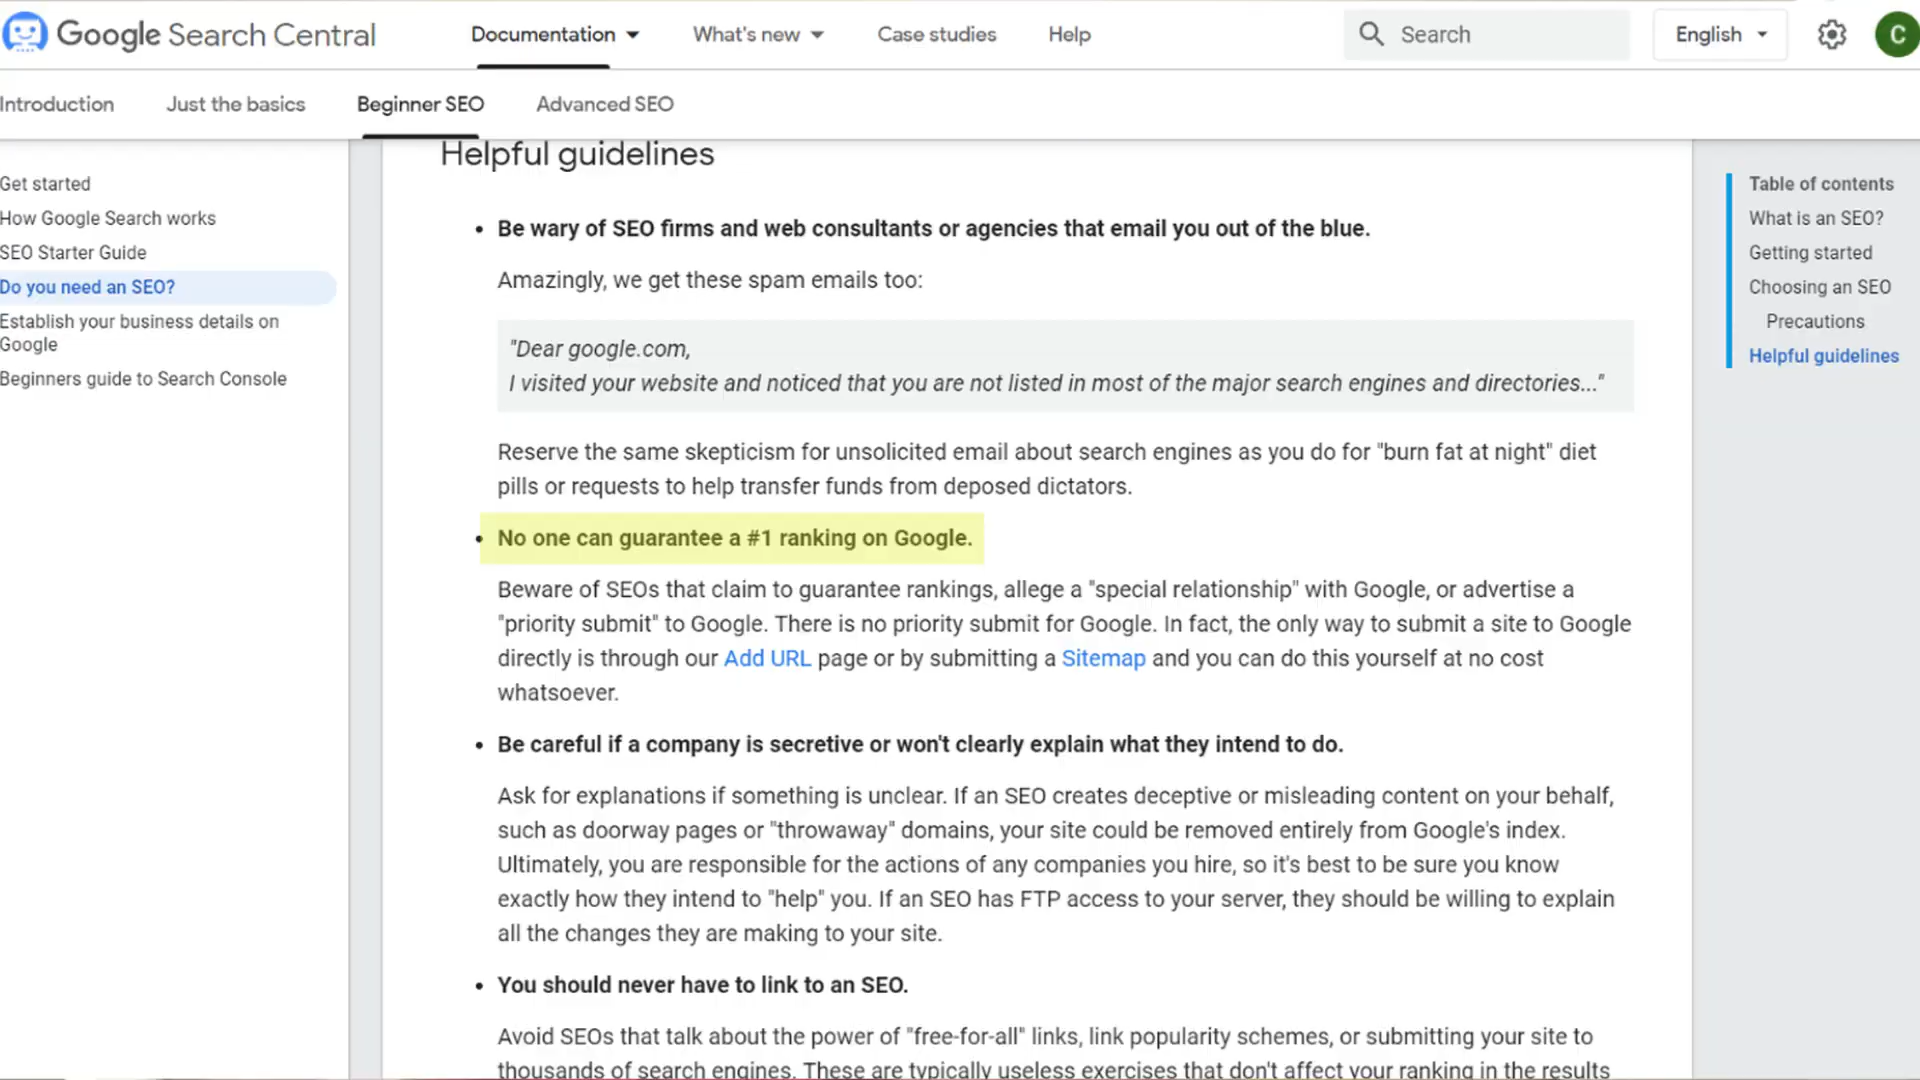 Google Search Central
Documentation
What's new
Case studies
Help
Search
English
C
Introduction
Just the basics
Beginner SEO
Advanced SEO
Get started
How Google Search works
SEO Starter Guide
Do you need an SEO?
Establish your business details on
Google
Beginners guide to Search Console
Helpful guidelines
• Be wary of SEO firms and web consultants or agencies that email you out of the blue.
Amazingly, we get these spam emails too:
"Dear google.com,
I visited your website and noticed that you are not listed in most of the major search engines and directories..."
Reserve the same skepticism for unsolicited email about search engines as you do for "burn fat at night" diet
pills or requests to help transfer funds from deposed dictators.
• No one can guarantee a #1 ranking on Google.
Beware of SEOs that claim to guarantee rankings, allege a "special relationship" with Google, or advertise a
"priority submit" to Google. There is no priority submit for Google. In fact, the only way to submit a site to Google
directly is through our Add URL page or by submitting a Sitemap and you can do this yourself at no cost
whatsoever.
• Be careful if a company is secretive or won't clearly explain what they intend to do.
Ask for explanations if something is unclear. If an SEO creates deceptive or misleading content on your behalf,
such as doorway pages or "throwaway" domains, your site could be removed entirely from Google's index.
Ultimately, you are responsible for the actions of any companies you hire, so it's best to be sure you know
exactly how they intend to "help" you. If an SEO has FTP access to your server, they should be willing to explain
all the changes they are making to your site.
• You should never have to link to an SEO.
Avoid SEOs that talk about the power of "free-for-all" links, link popularity schemes, or submitting your site to
thousands of search engines. These are typically useless exercises that don't affect your ranking in the results
Table of contents
What is an SEO?
Getting started
Choosing an SEO
Precautions
Helpful guidelines